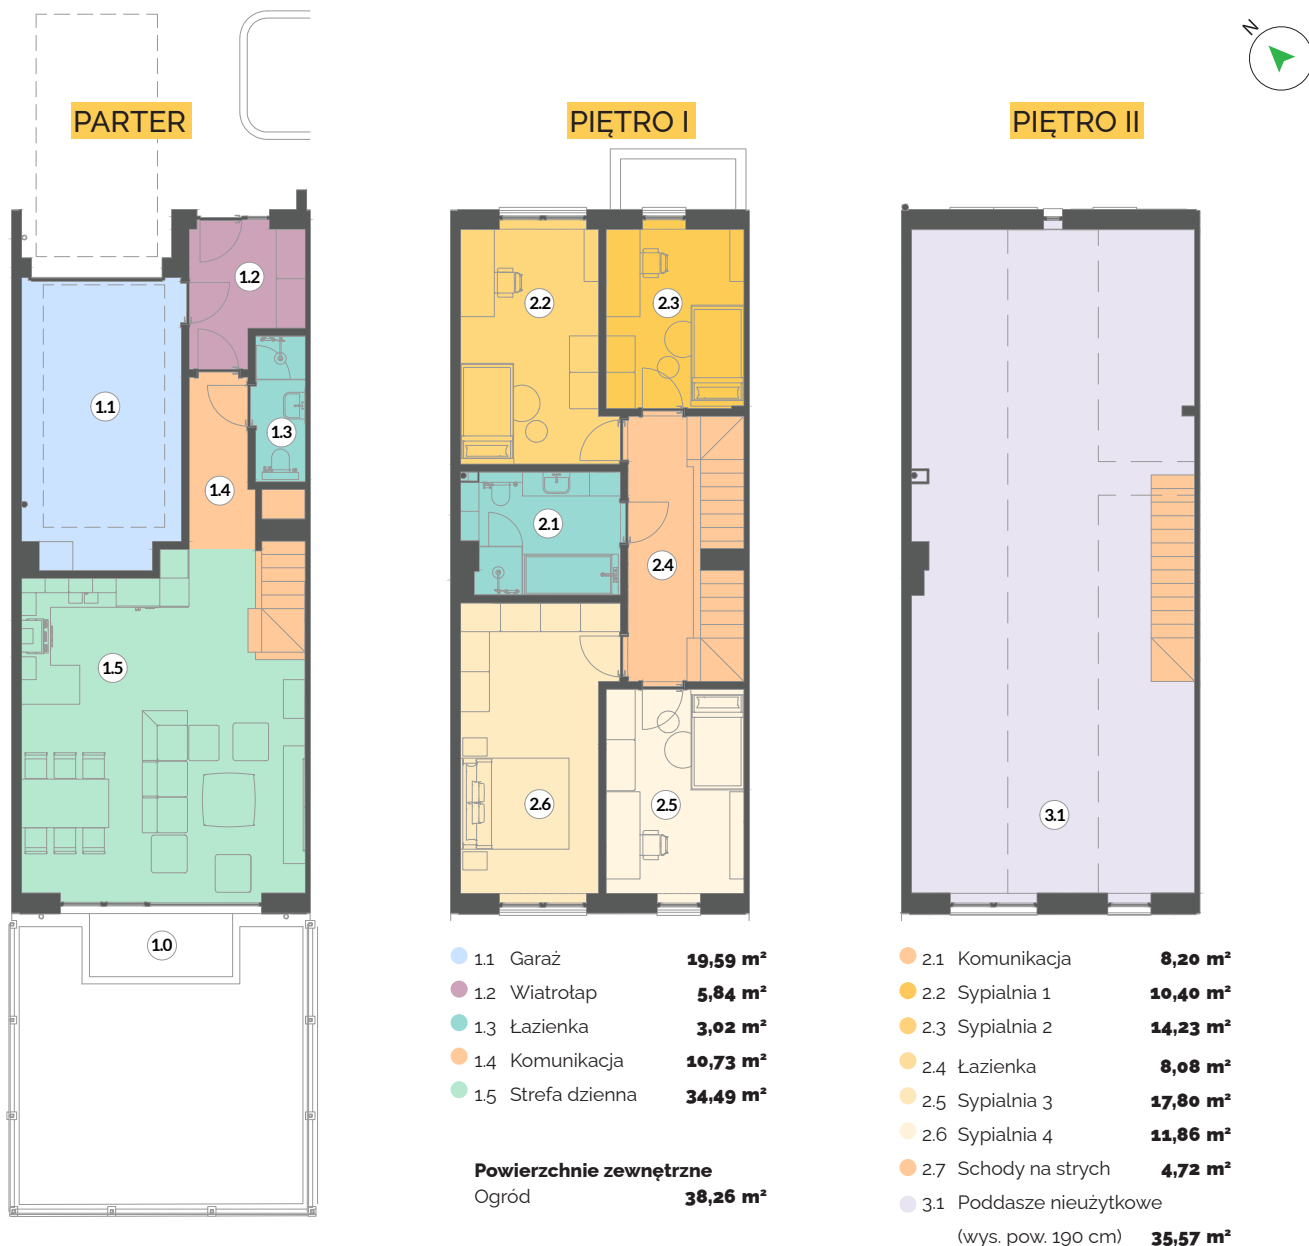 N
PARTER
PIĘTRO I
PIĘTRO II
1.2
1.1
1.3
1.4
1.5
1.0
2.2
2.3
2.1
2.4
2.6
2.5
3.1
1.1 Garaż 19,59 m²
1.2 Wiatrołap 5,84 m²
1.3 Łazienka 3,02 m²
1.4 Komunikacja 10,73 m²
1.5 Strefa dzienna 34,49 m²
Powierzchnie zewnętrzne
Ogród 38,26 m²
2.1 Komunikacja 8,20 m²
2.2 Sypialnia 1 10,40 m²
2.3 Sypialnia 2 14,23 m²
2.4 Łazienka 8,08 m²
2.5 Sypialnia 3 17,80 m²
2.6 Sypialnia 4 11,86 m²
2.7 Schody na strych 4,72 m²
3.1 Poddasze nieużytkowe
(wys. pow. 190 cm) 35,57 m²